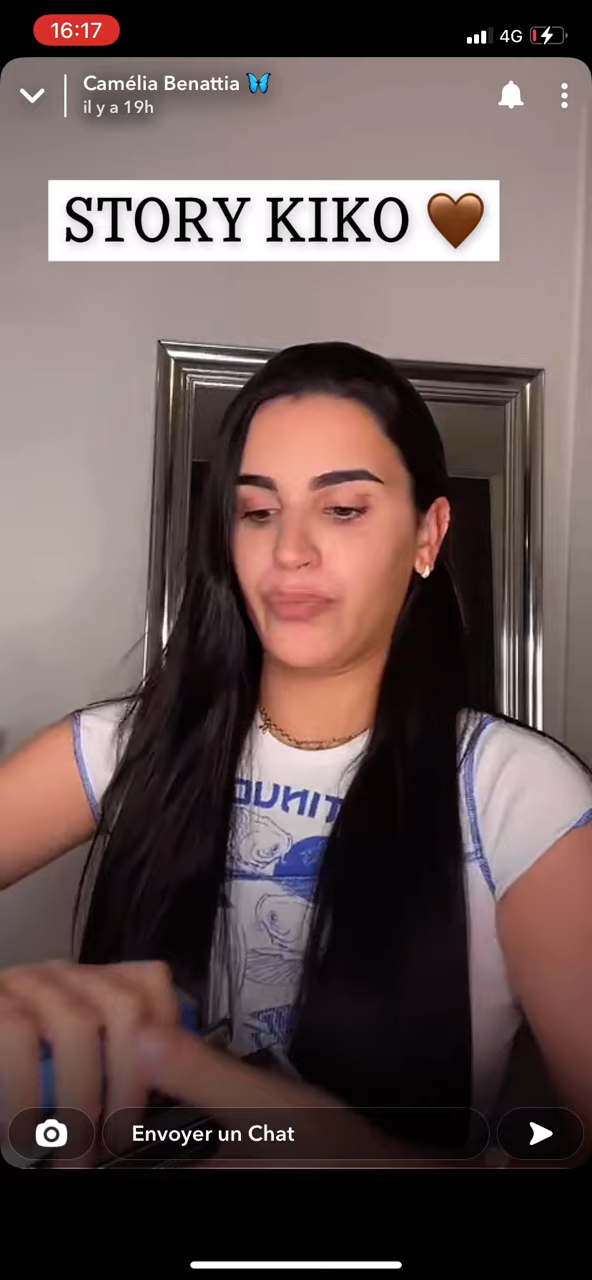 16:17
4G
Camélia Benattia 🦋
il y a 19h
STORY KIKO 🤎
Envoyer un Chat